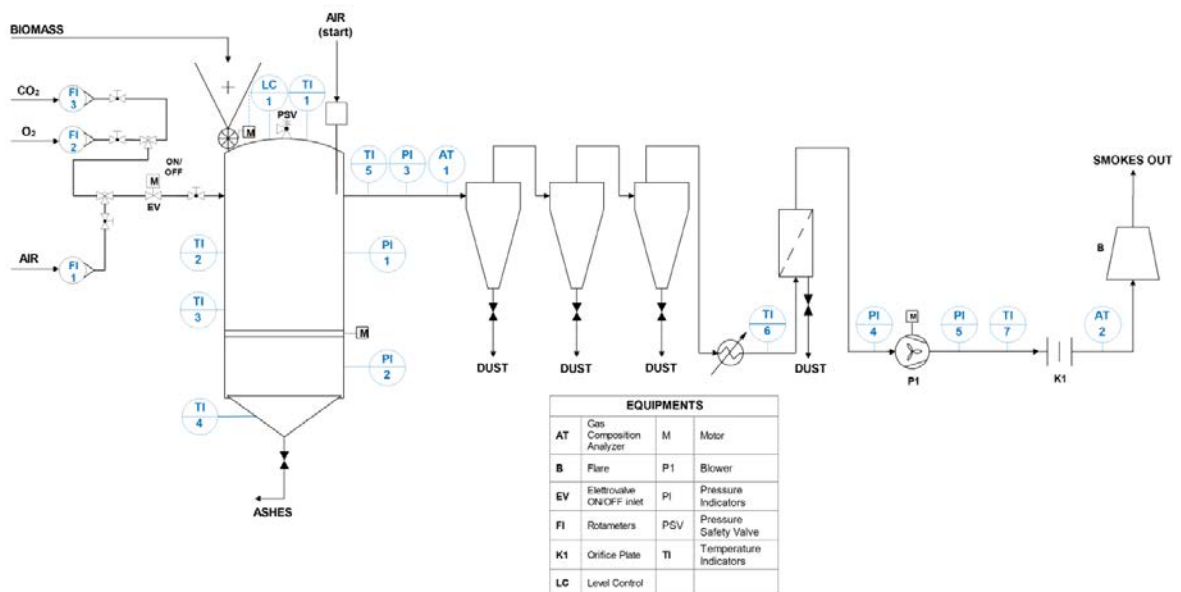 BIOMASS
AIR
(start)
CO₂
FI
3
O₂
FI
2
LC
1
TI
1
PSV
M
ON/
OFF
M
EV
AIR
FI
1
TI
2
TI
3
TI
4
PI
1
M
PI
2
ASHES
TI
5
PI
3
AT
1
DUST
DUST
DUST
TI
6
DUST
PI
4
M
P1
PI
5
TI
7
K1
AT
2
B
SMOKES OUT
EQUIPMENTS
AT Gas Composition Analyzer M Motor
B Flare P1 Blower
EV Elettrovalve ON/OFF inlet PI Pressure Indicators
FI Rotameters PSV Pressure Safety Valve
K1 Orifice Plate TI Temperature Indicators
LC Level Control